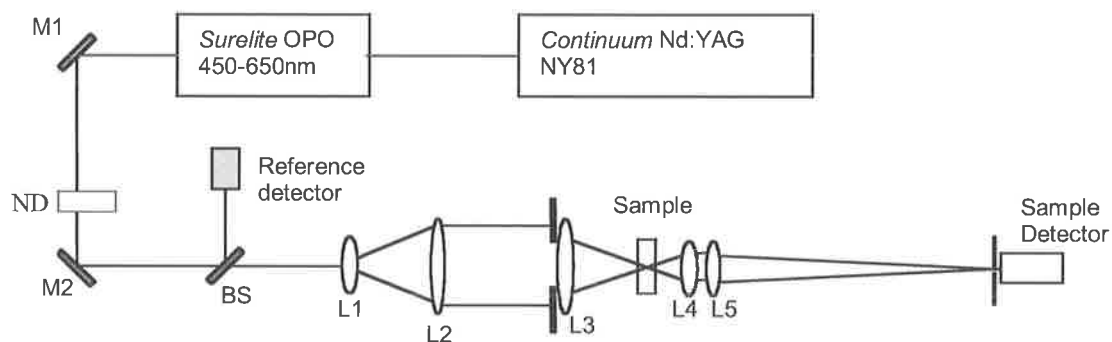 M1
Surelite OPO
450-650nm
Continuum Nd:YAG
NY81
Reference
detector
ND
Sample
Sample
Detector
M2
BS
L1
L2
L3
L4
L5